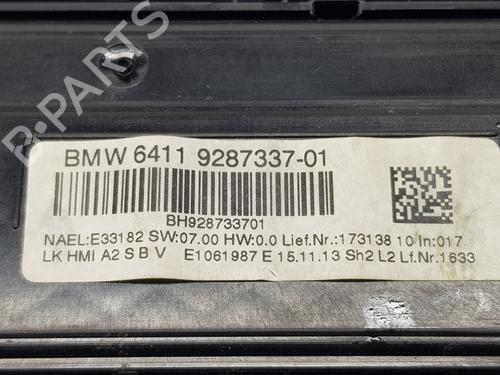 BMW 6411 9287337-01
BH928733701
NAEL:E33182 SW:07.00 HW:0.0 Lief.Nr.:173138 10 In:017
LK HMI A2 S B V E1061987 E 15.11.13 Sh2 L2 Lf.Nr.1633
B-PARTS